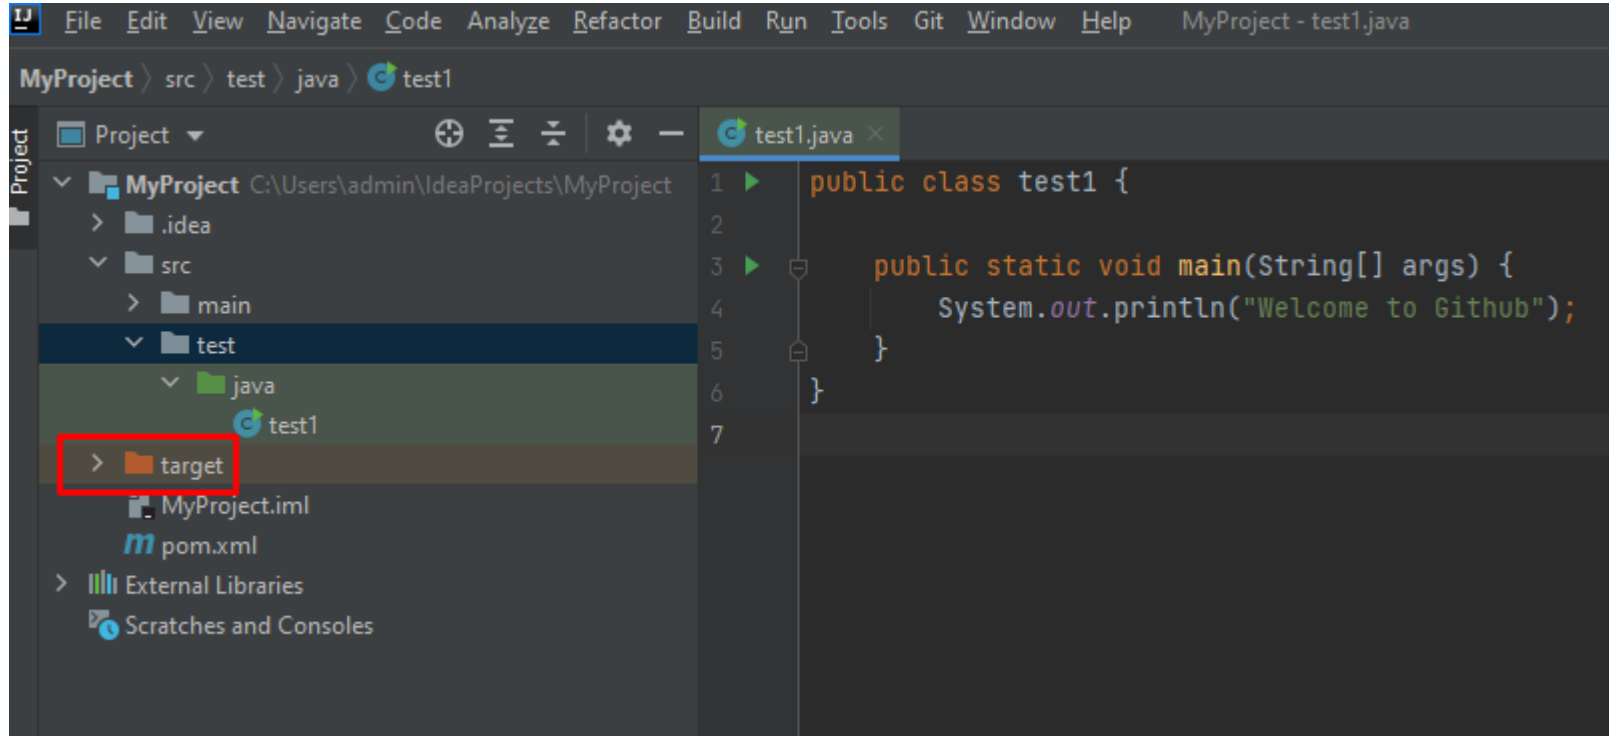 IJ File Edit View Navigate Code Analyze Refactor Build Run Tools Git Window Help MyProject - test1.java
MyProject src test java test1
Project
Project
MyProject C:\Users\admin\IdeaProjects\MyProject
.idea
src
main
test
java
test1
target
MyProject.iml
pom.xml
External Libraries
Scratches and Consoles
test1.java
1 public class test1 {
2
3 public static void main(String[] args) {
4 System.out.println("Welcome to Github");
5 }
6 }
7